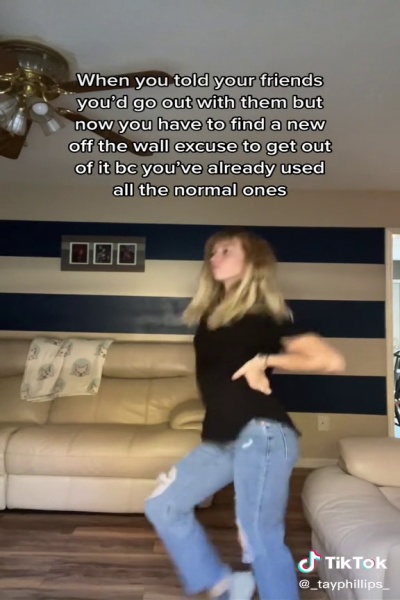 When you told your friends
you'd go out with them but
now you have to find a new
off the wall excuse to get out
of it bc you've already used
all the normal ones
TikTok
@_tayphillips_